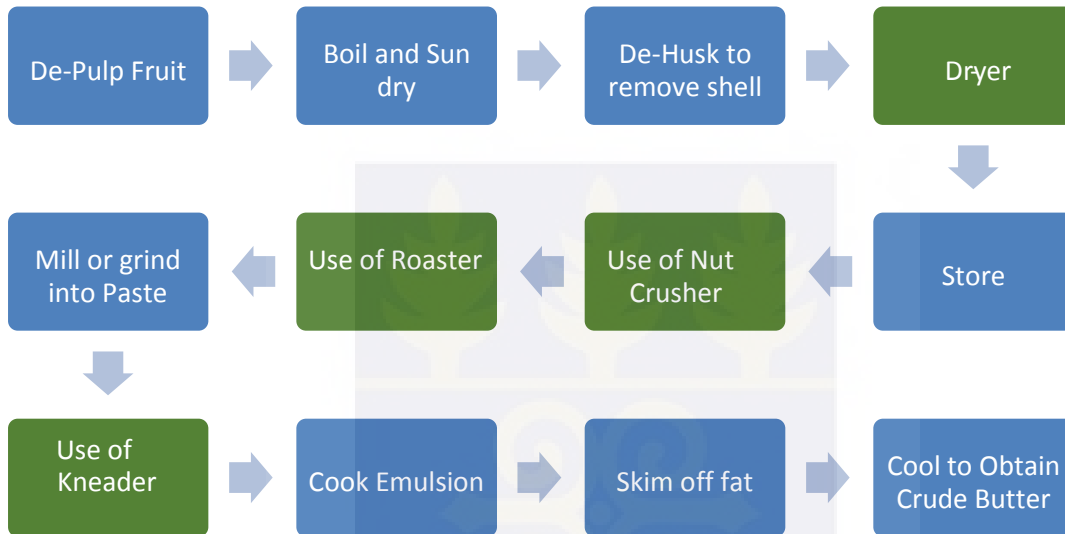 De-Pulp Fruit
Boil and Sun
dry
De-Husk to
remove shell
Dryer
Store
Use of Nut
Crusher
Use of Roaster
Mill or grind
into Paste
Use of
Kneader
Cook Emulsion
Skim off fat
Cool to Obtain
Crude Butter